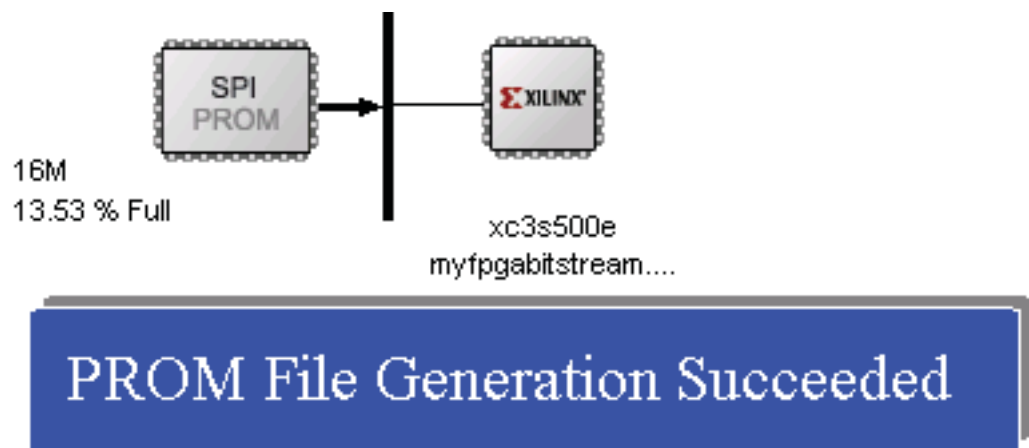 SPI
PROM
XILINX®
16M
13.53 % Full
xc3s500e
myfpgabitstream....
PROM File Generation Succeeded